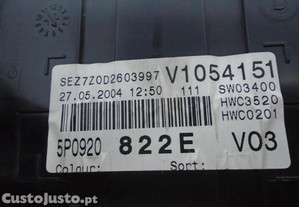 SEZ7Z0D2603997 V1054151
27.05.2004 12:50 111 SW03400
HWC3520
HWC0201
5P0920 822E V03
Colour: Sort:
CustoJusto.pt